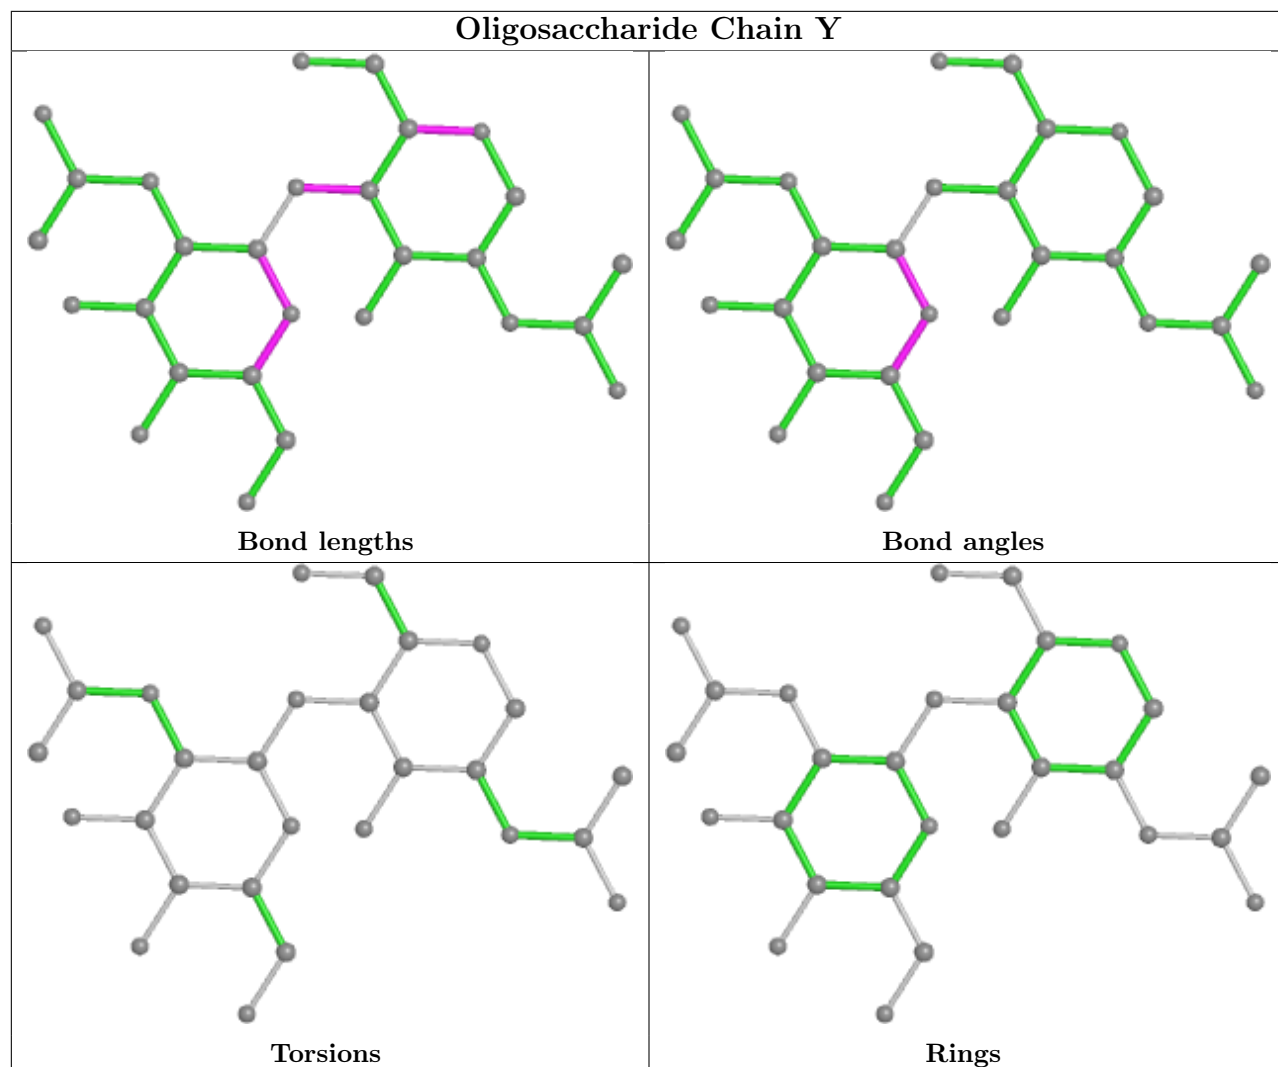 Oligosaccharide Chain Y
Bond lengths
Bond angles
Torsions
Rings